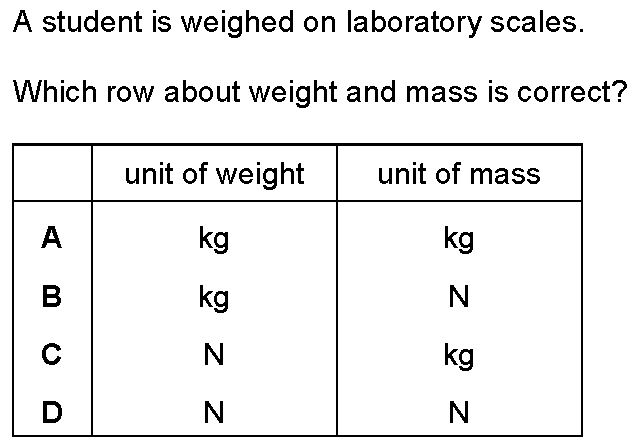 A student is weighed on laboratory scales.
Which row about weight and mass is correct?
unit of weight unit of mass
A kg kg
B kg N
C N kg
D N N